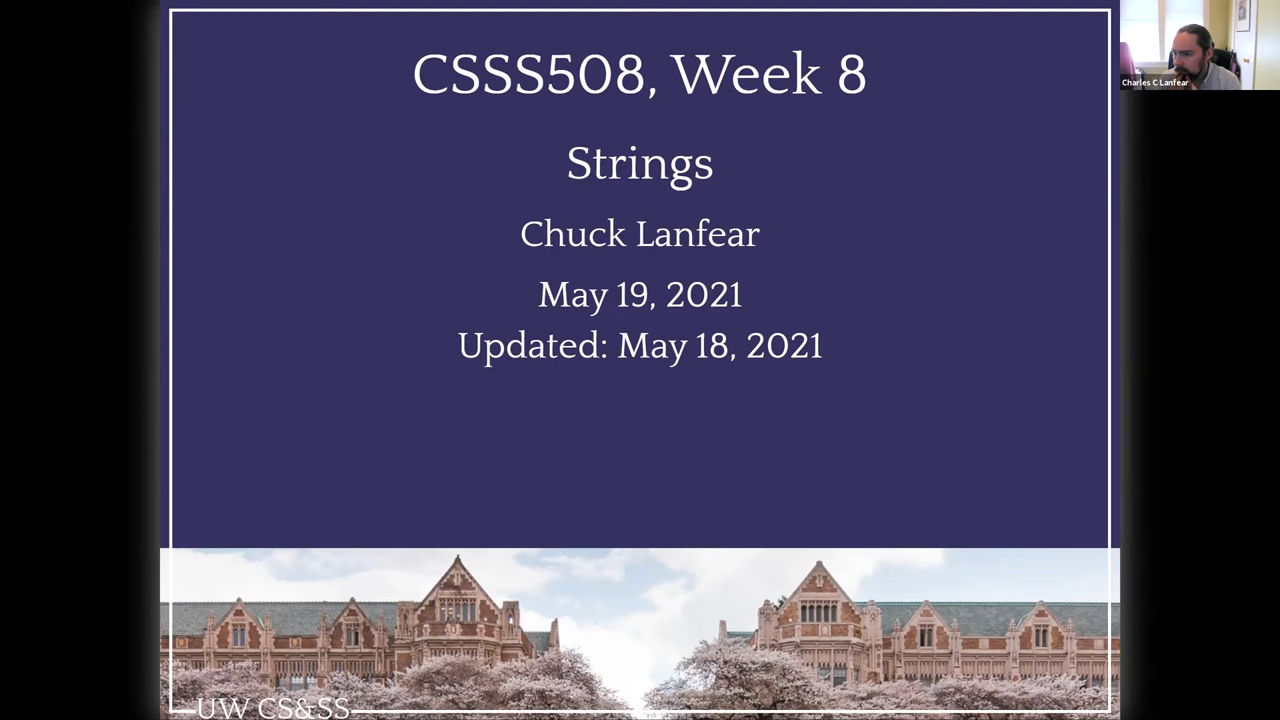 CSSS508, Week 8
Strings
Chuck Lanfear
May 19, 2021
Updated: May 18, 2021
UW CS&SS
Charles C Lanfear